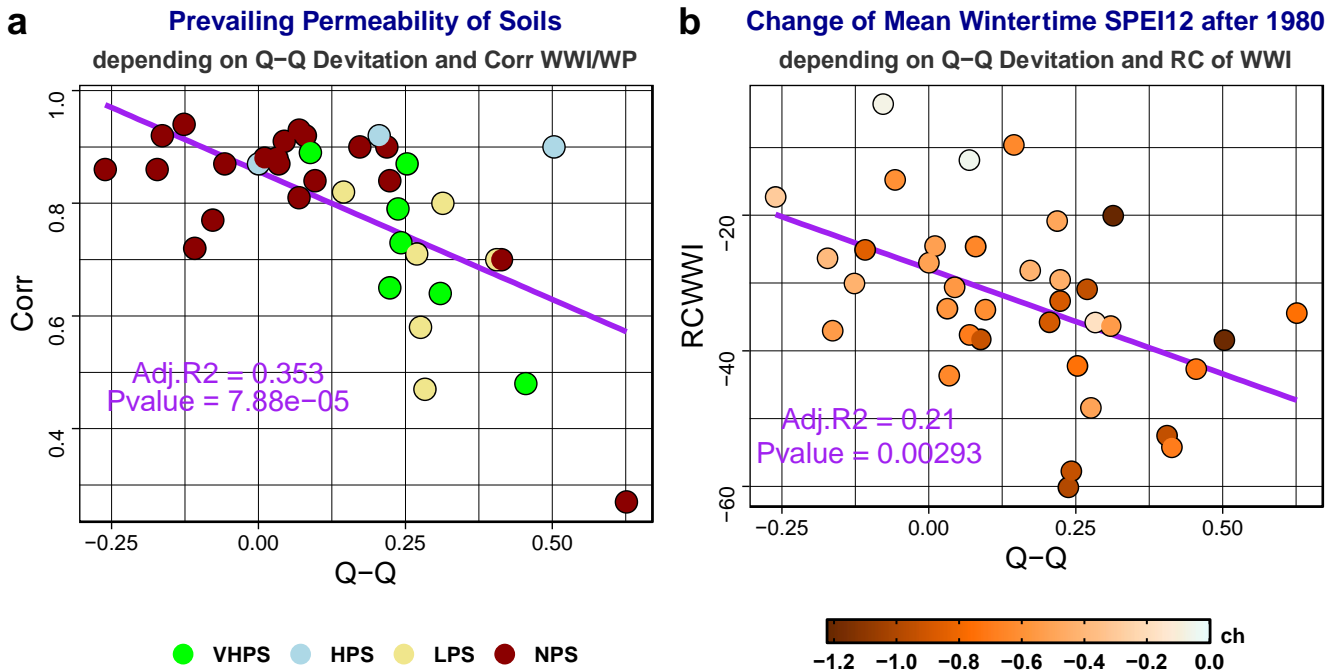 a
Prevailing Permeability of Soils
depending on Q−Q Devitation and Corr WWI/WP
Corr
1.0
0.8
0.6
0.4
Adj.R2 = 0.353
Pvalue = 7.88e−05
−0.25 0.00 0.25 0.50
Q−Q
VHPS HPS LPS NPS
b
Change of Mean Wintertime SPEI12 after 1980
depending on Q−Q Devitation and RC of WWI
RCWWI
−20
−40
−60
Adj.R2 = 0.21
Pvalue = 0.00293
−0.25 0.00 0.25 0.50
Q−Q
ch
−1.2 −1.0 −0.8 −0.6 −0.4 −0.2 0.0